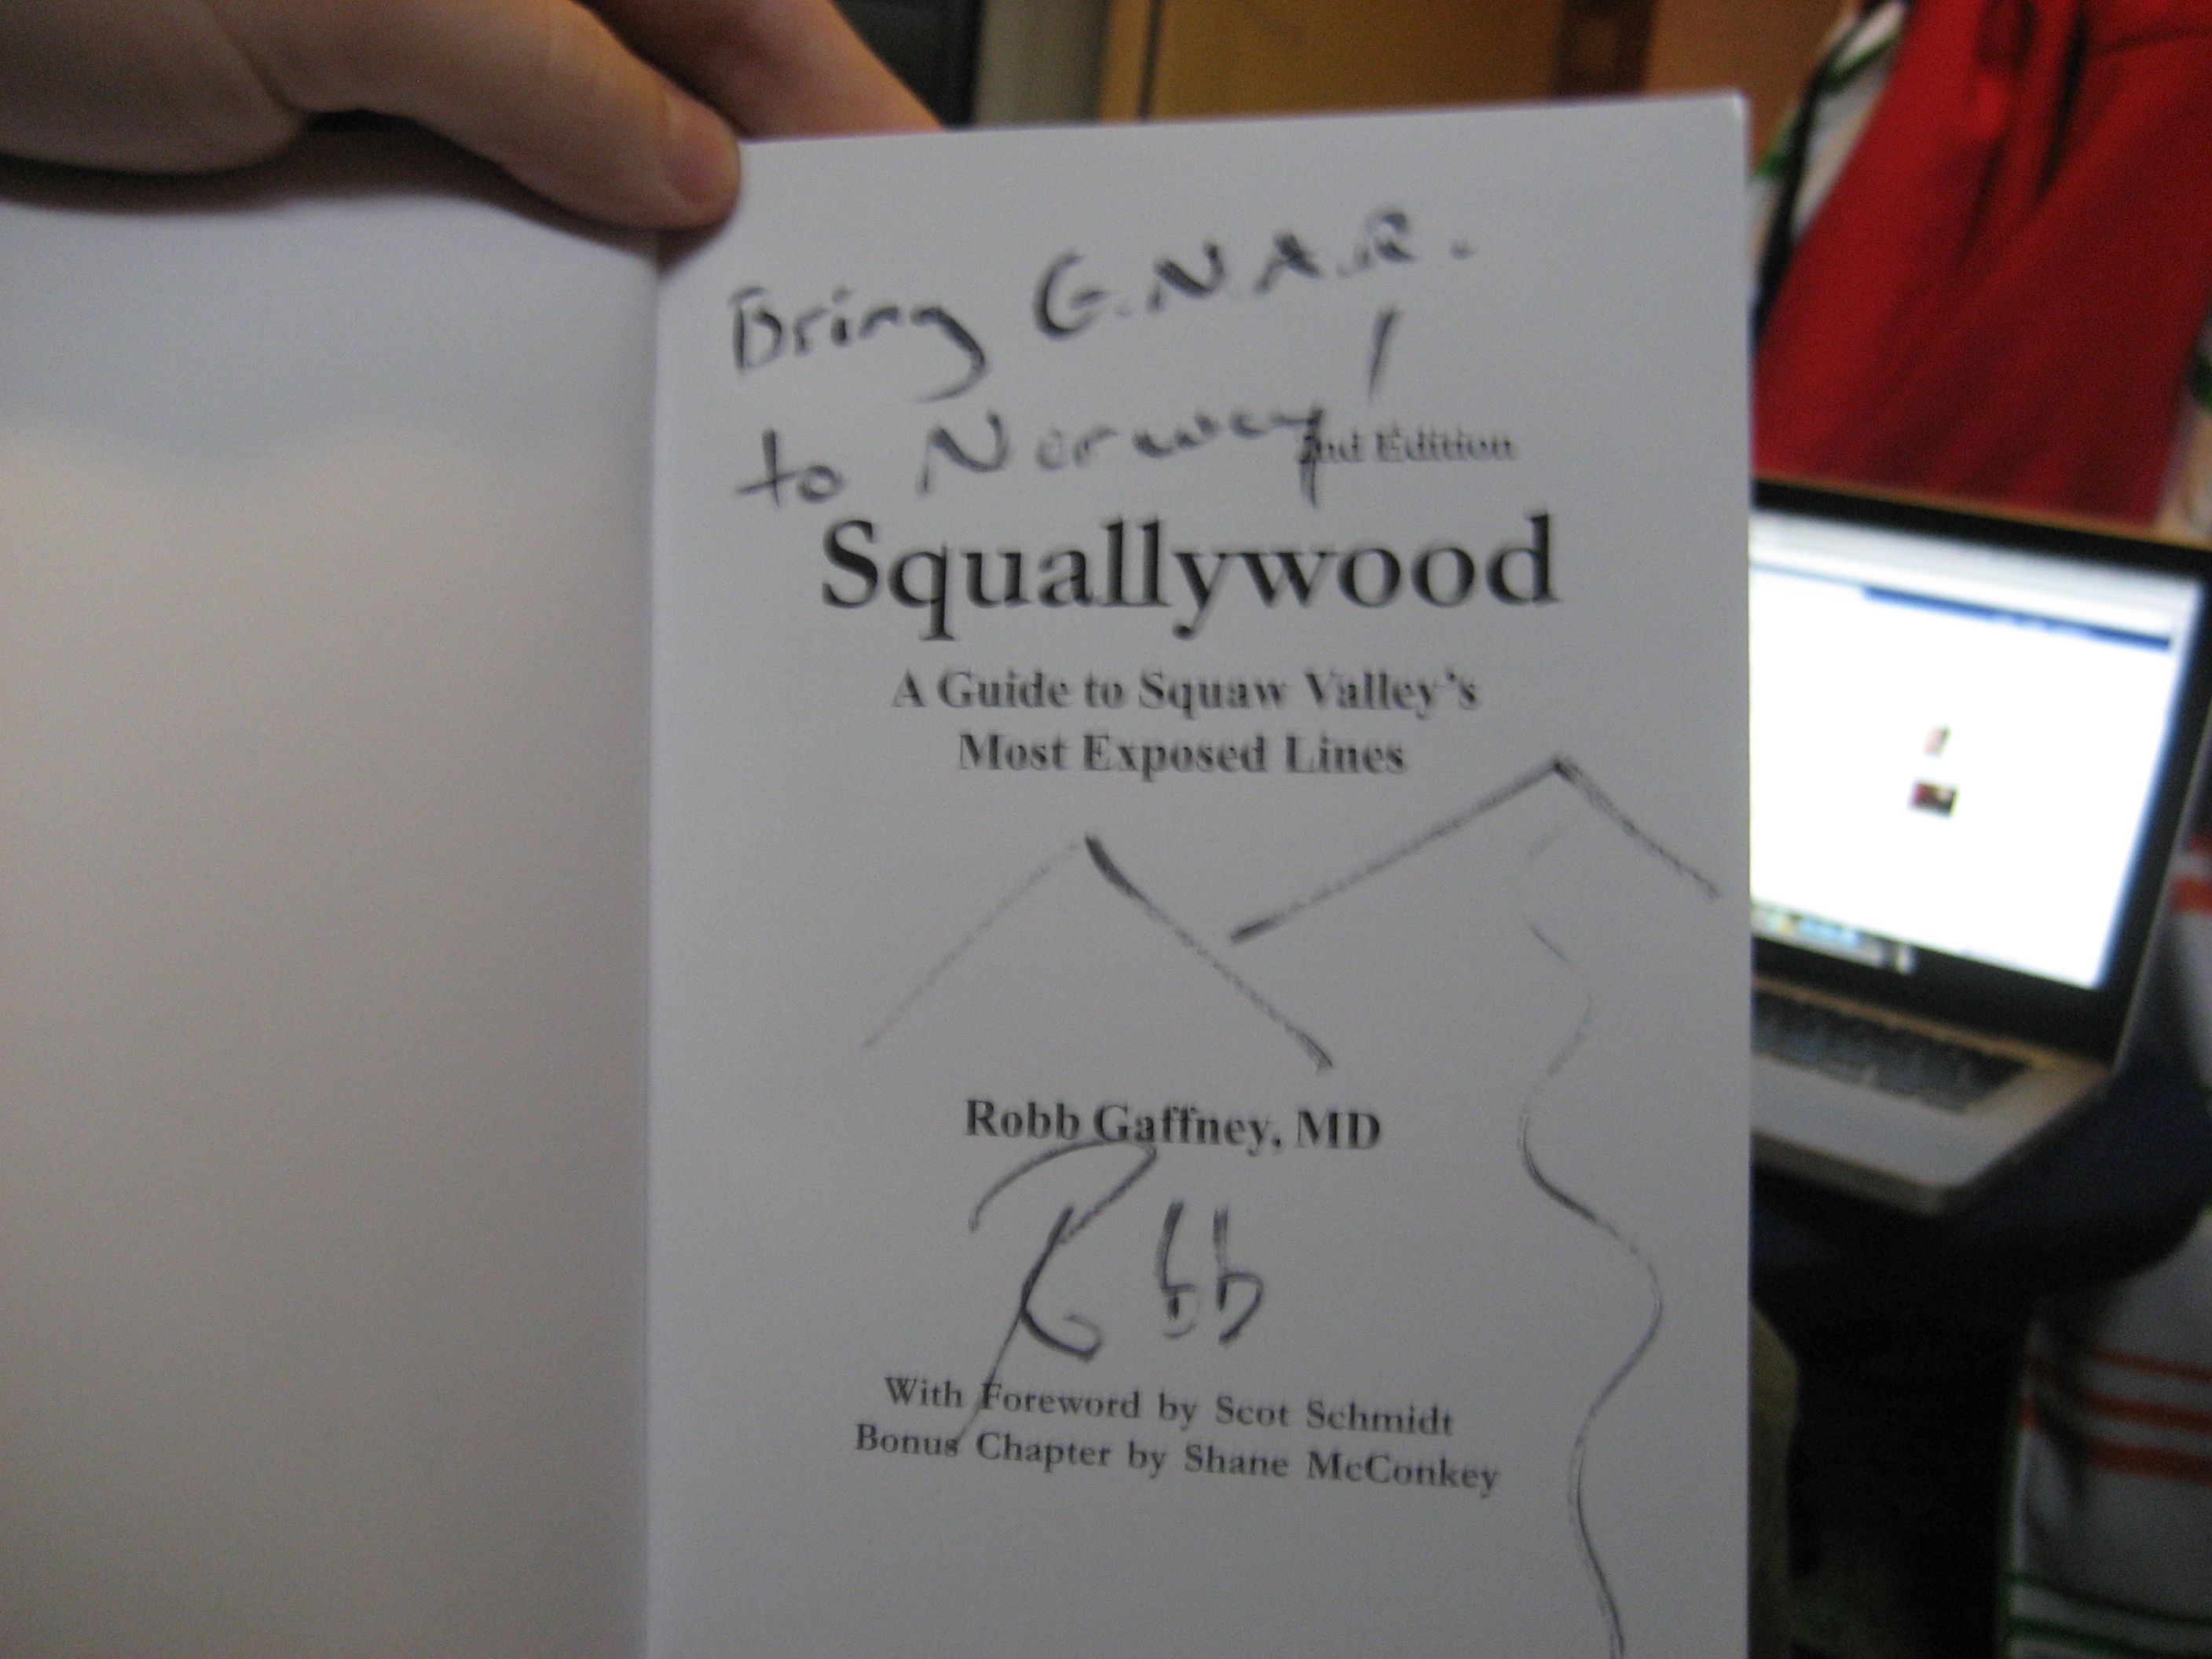 Bring G.N.A.R.
to Norway!
2nd Edition
Squallywood
A Guide to Squaw Valley's
Most Exposed Lines
Robb Gaffney, MD
Robb
With Foreword by Scot Schmidt
Bonus Chapter by Shane McConkey